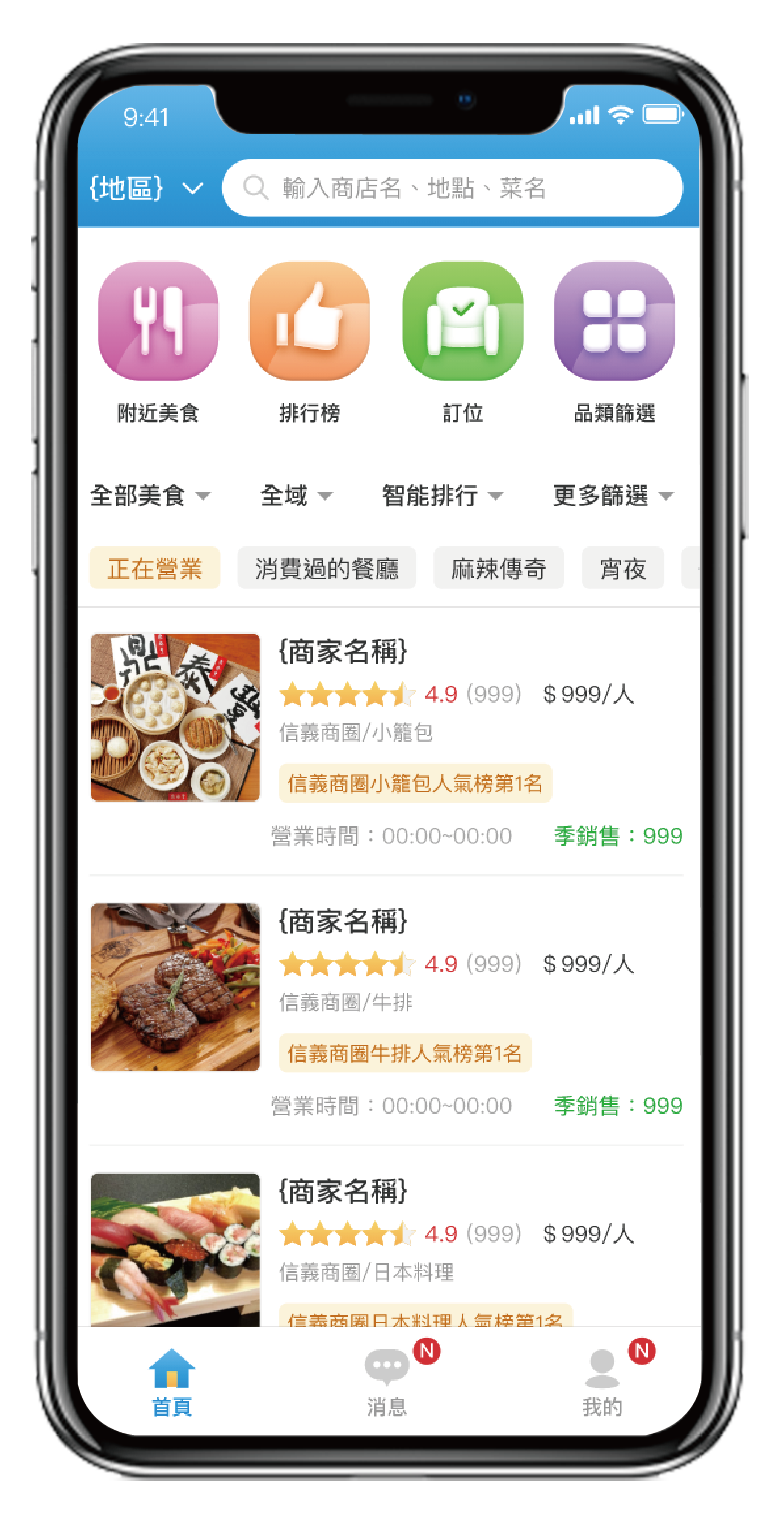 9:41
{地區}
輸入商店名、地點、菜名
附近美食 排行榜 訂位 品類篩選
全部美食 全域 智能排行 更多篩選
正在營業 消費過的餐廳 麻辣傳奇 宵夜
鼎 泰 豐
{商家名稱}
4.9 (999) $999/人
信義商圈/小籠包
信義商圈小籠包人氣榜第1名
營業時間：00:00~00:00 季銷售：999
{商家名稱}
4.9 (999) $999/人
信義商圈/牛排
信義商圈牛排人氣榜第1名
營業時間：00:00~00:00 季銷售：999
{商家名稱}
4.9 (999) $999/人
信義商圈/日本料理
信義商圈日本料理人氣榜第1名
N N
首頁 消息 我的